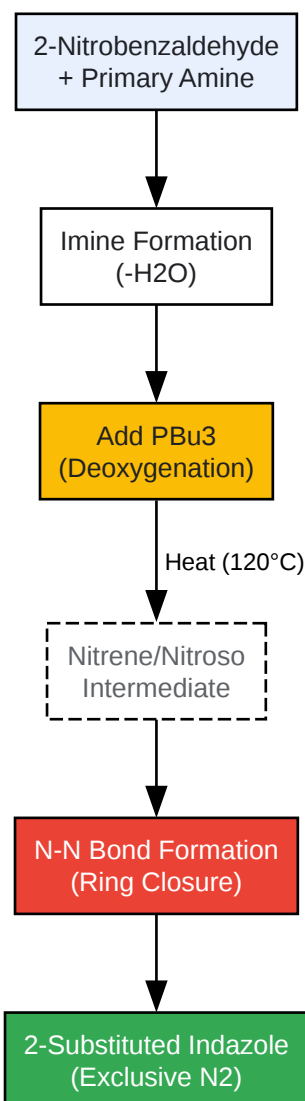 2-Nitrobenzaldehyde
+ Primary Amine
Imine Formation
(-H2O)
Add PBu3
(Deoxygenation)
Heat (120°C)
Nitrene/Nitroso
Intermediate
N-N Bond Formation
(Ring Closure)
2-Substituted Indazole
(Exclusive N2)